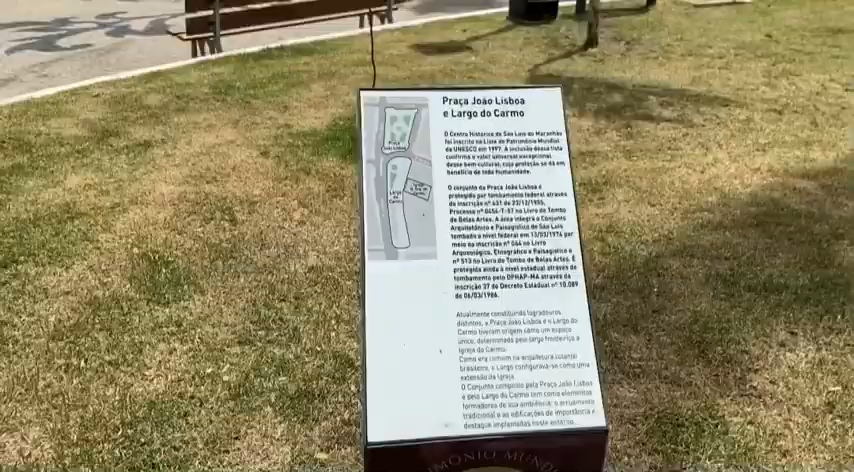 Praça João Lisboa
e Largo do Carmo
O Centro Histórico de São Luís do Maranhão
foi inscrito na Lista do Patrimônio Mundial
da UNESCO em 1997. A inclusão dessa lista
confirma o valor universal excepcional
desse bem cultural, cuja proteção se dá em
benefício de toda humanidade.
O conjunto da Praça João Lisboa é
protegido por tombamento federal através
da inscrição nº 431 de 23/12/1955,
Processo nº 0454-T-57 no Livro de Tombo
de Belas Artes. A área integra o Conjunto
Arquitetônico e Paisagístico de São Luís
tombado a nível federal em 13/03/1974 por
meio da inscrição nº 064 no Livro
Arqueológico, Etnográfico e Paisagístico e
nº 513 no Livro do Tombo de Belas Artes. É
protegida ainda a nível estadual através do
tombamento pelo DPHAP-MA através da
inscrição 37 do Decreto Estadual nº 10.089
de 06/03/1986.
Atualmente constituindo logradouros
distintos, a Praça João Lisboa e o Largo do
Carmo tiveram origem como um espaço
único, determinado pelo largo fronteiriço a
Igreja do Carmo.
Como era comum na arquitetura colonial
brasileira, o Largo configurava-se como uma
extensão da Igreja.
O Conjunto composto pela Praça João Lisboa
e pelo Largo do Carmo tem como elementos
formadores de sua ambiência: o arruamento
tradicional e as edificações de importância e
destaque implantadas neste entorno.
Praça
João Lisboa
Largo
do
Carmo